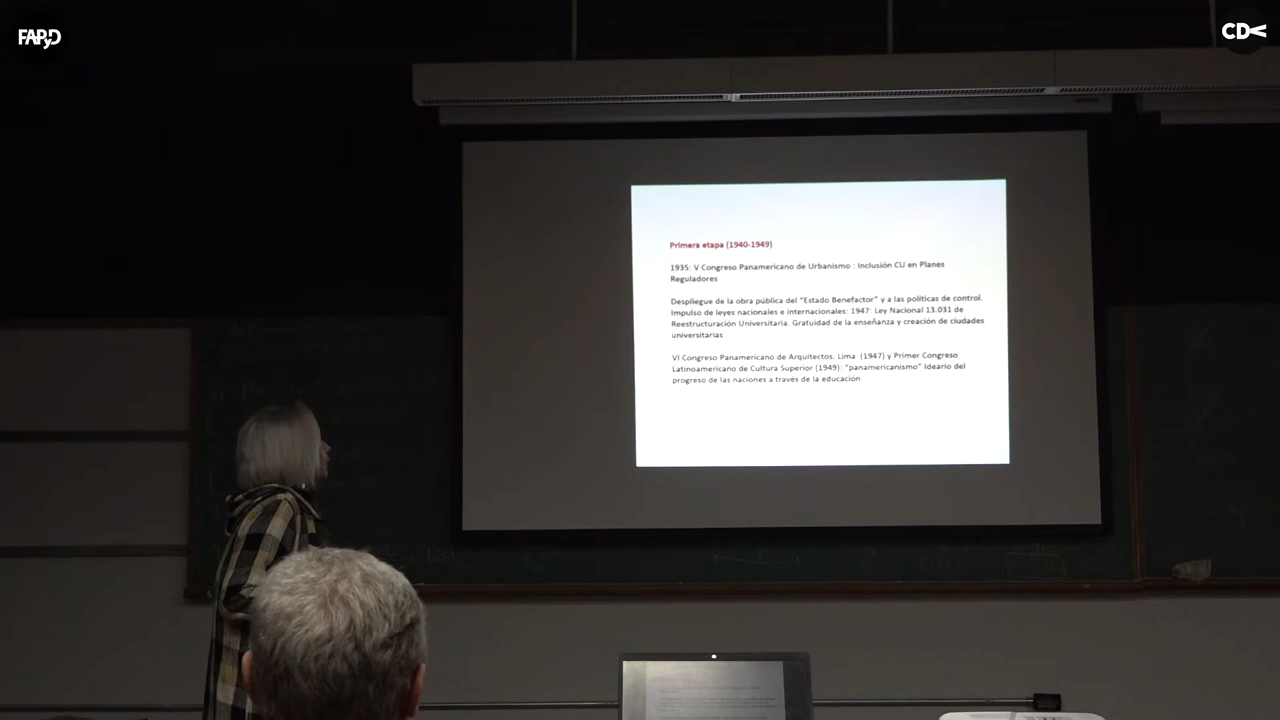 FAPyD
CDV
Primera etapa (1940-1949)
1935: V Congreso Panamericano de Urbanismo : Inclusión CU en Planes
Reguladores
Despliegue de la obra pública del "Estado Benefactor" y a las políticas de control.
Impulso de leyes nacionales e internacionales: 1947: Ley Nacional 13.031 de
Reestructuración Universitaria. Gratuidad de la enseñanza y creación de ciudades
universitarias
VI Congreso Panamericano de Arquitectos. Lima (1947) y Primer Congreso
Latinoamericano de Cultura Superior (1949): "panamericanismo" Ideario del
progreso de las naciones a través de la educación